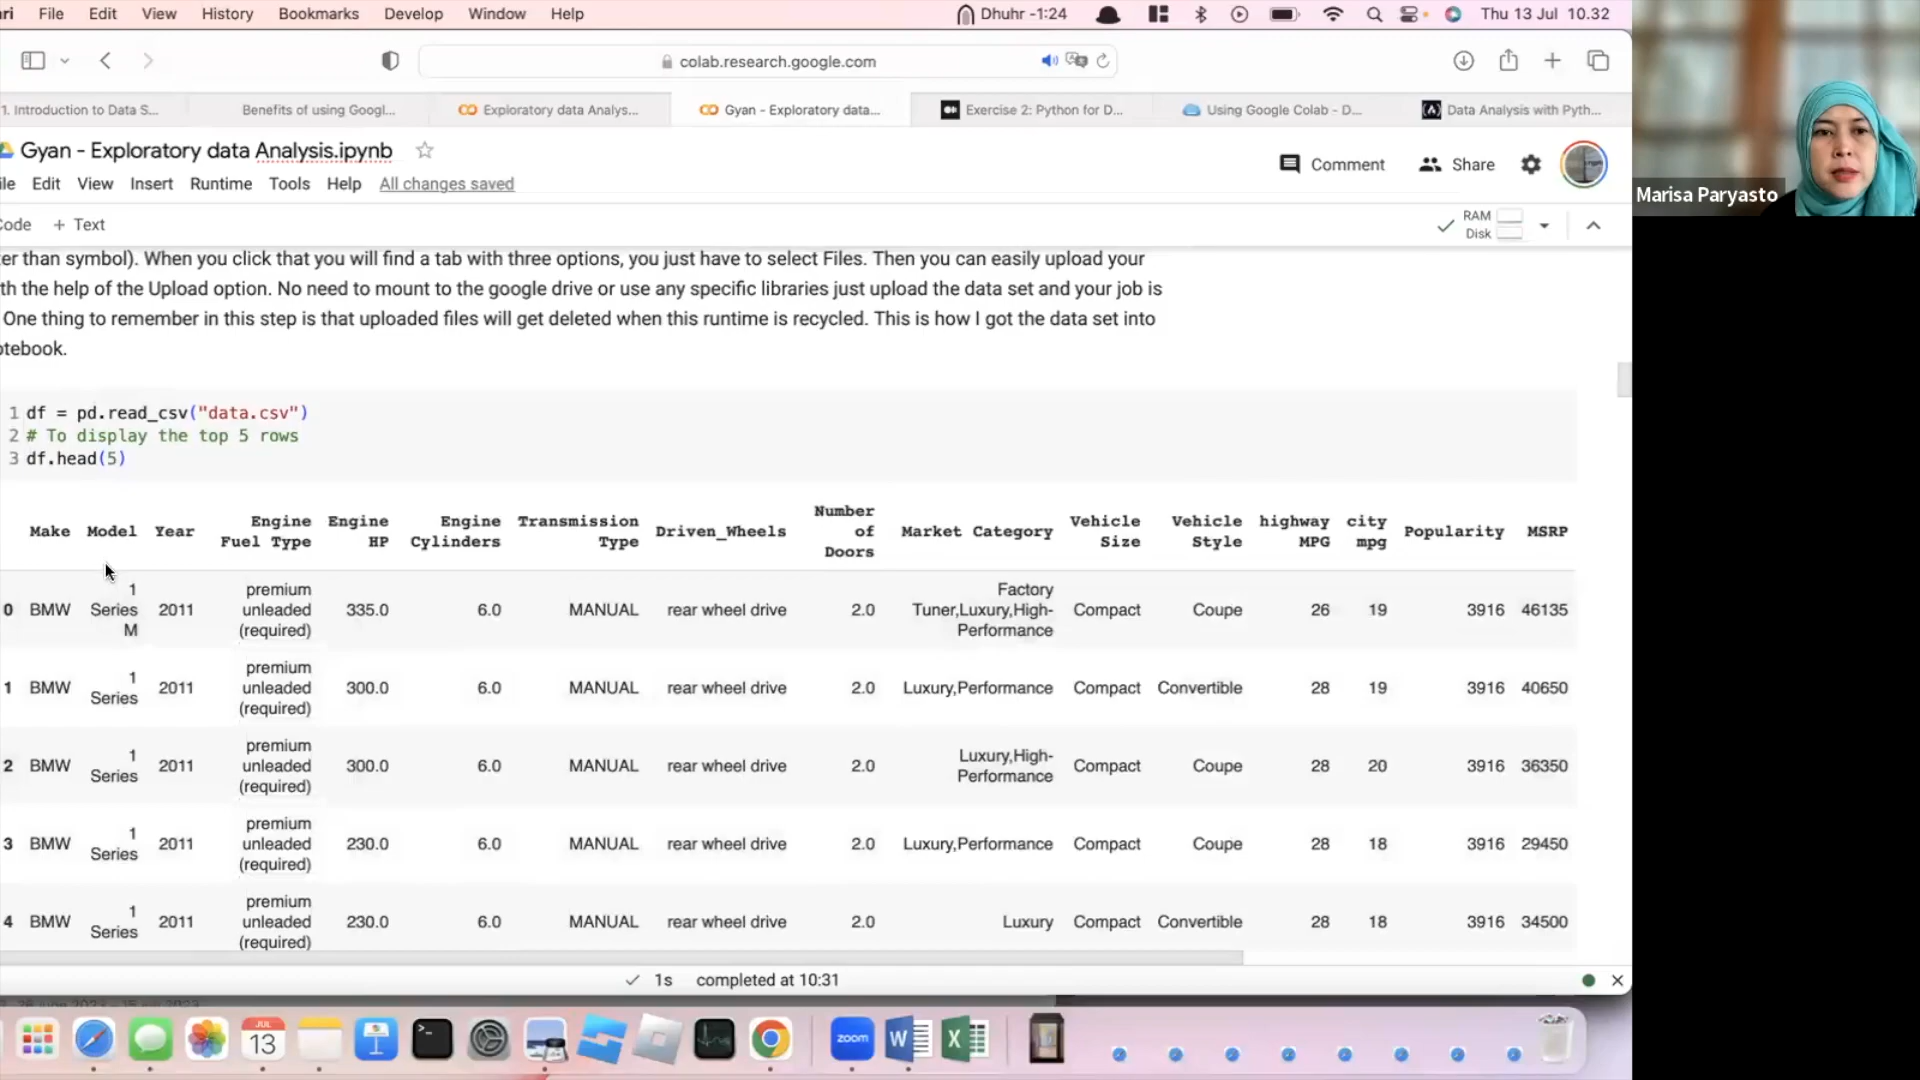 ri File Edit View History Bookmarks Develop Window Help Dhuhr -1:24 Thu 13 Jul 10.32
colab.research.google.com
1. Introduction to Data S... Benefits of using Googl... Exploratory data Analys... Gyan - Exploratory data... Exercise 2: Python for D... Using Google Colab - D... Data Analysis with Pyth...
Gyan - Exploratory data Analysis.ipynb
Comment Share
ile Edit View Insert Runtime Tools Help All changes saved
Code + Text
RAM
Disk
er than symbol). When you click that you will find a tab with three options, you just have to select Files. Then you can easily upload your
th the help of the Upload option. No need to mount to the google drive or use any specific libraries just upload the data set and your job is
One thing to remember in this step is that uploaded files will get deleted when this runtime is recycled. This is how I got the data set into
otebook.
1 df = pd.read_csv("data.csv")
2 # To display the top 5 rows
3 df.head(5)
Make Model Year Engine Fuel Type Engine HP Engine Cylinders Transmission Type Driven_Wheels Number of Doors Market Category Vehicle Size Vehicle Style highway MPG city mpg Popularity MSRP
0 BMW 1 Series M 2011 premium unleaded (required) 335.0 6.0 MANUAL rear wheel drive 2.0 Factory Tuner,Luxury,High-Performance Compact Coupe 26 19 3916 46135
1 BMW 1 Series 2011 premium unleaded (required) 300.0 6.0 MANUAL rear wheel drive 2.0 Luxury,Performance Compact Convertible 28 19 3916 40650
2 BMW 1 Series 2011 premium unleaded (required) 300.0 6.0 MANUAL rear wheel drive 2.0 Luxury,High-Performance Compact Coupe 28 20 3916 36350
3 BMW 1 Series 2011 premium unleaded (required) 230.0 6.0 MANUAL rear wheel drive 2.0 Luxury,Performance Compact Coupe 28 18 3916 29450
4 BMW 1 Series 2011 premium unleaded (required) 230.0 6.0 MANUAL rear wheel drive 2.0 Luxury Compact Convertible 28 18 3916 34500
1s completed at 10:31
JUL
13
zoom
W
X
Marisa Paryasto